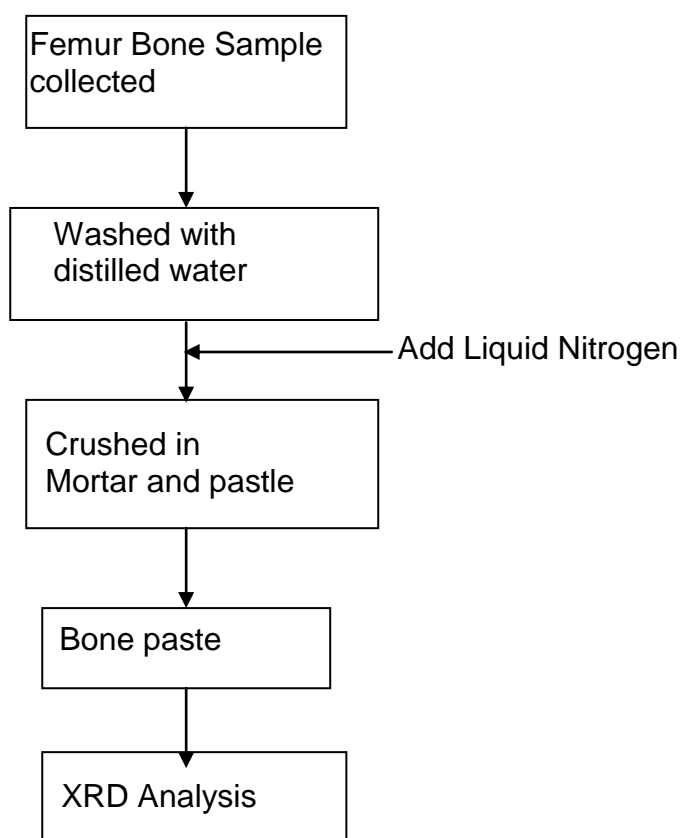 Femur Bone Sample
collected
Washed with
distilled water
Add Liquid Nitrogen
Crushed in
Mortar and pastle
Bone paste
XRD Analysis